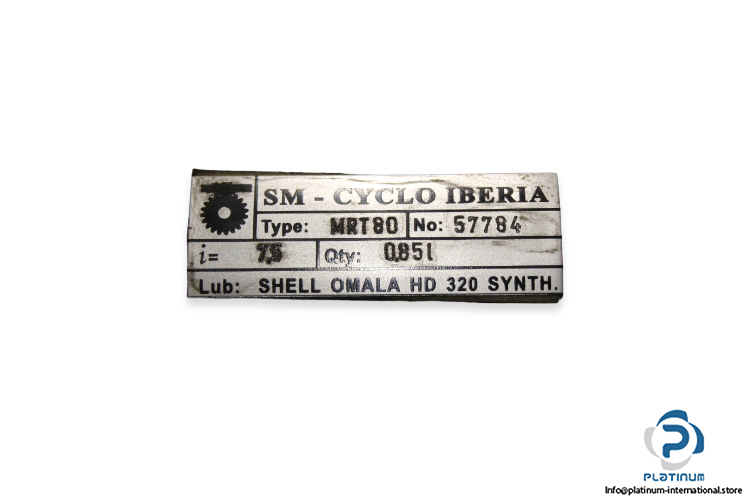 SM - CYCLO IBERIA
Type: MRT80 No: 57784
i= 7,5 Qty: 0,85 l
Lub: SHELL OMALA HD 320 SYNTH.
PLATINUM
Info@platinum-international.store